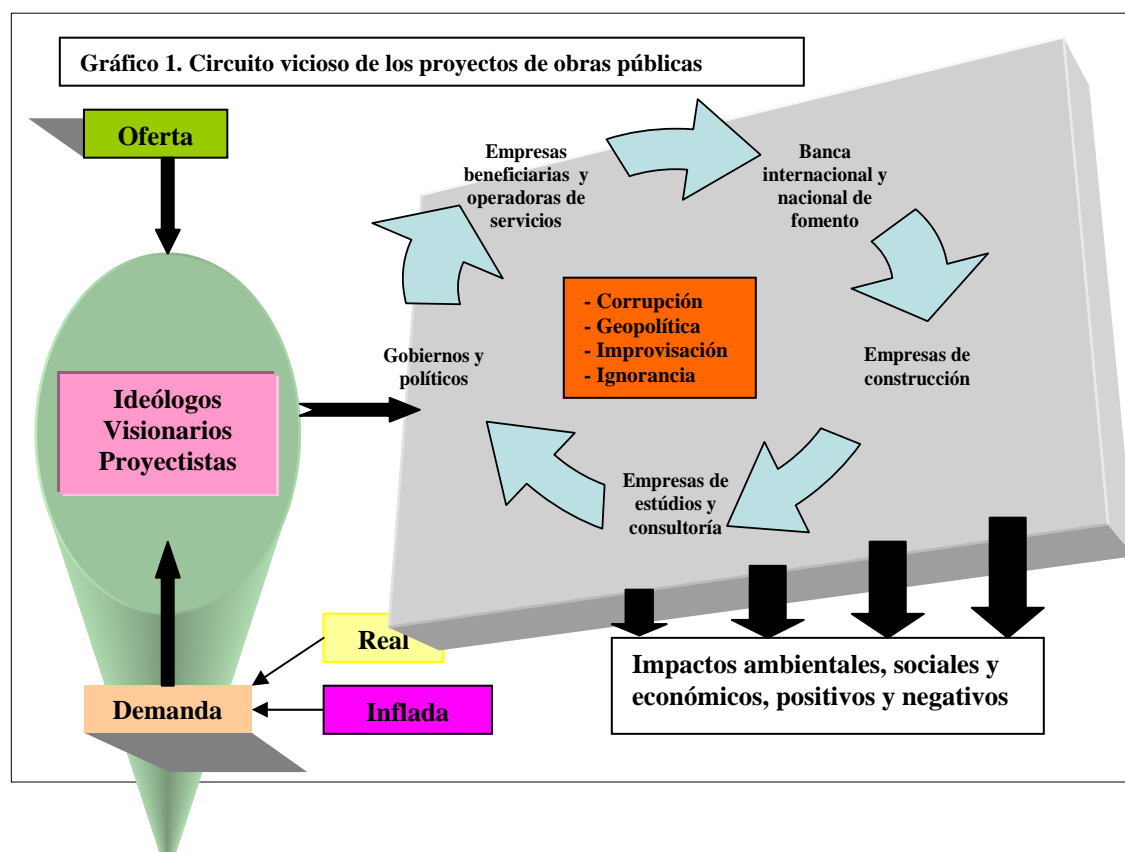 Gráfico 1. Circuito vicioso de los proyectos de obras públicas
Oferta
Ideólogos
Visionarios
Proyectistas
Demanda
Real
Inflada
Gobiernos y
políticos
Empresas
beneficiarias y
operadoras de
servicios
Banca
internacional y
nacional de
fomento
Empresas de
construcción
Empresas de
estúdios y
consultoría
- Corrupción
- Geopolítica
- Improvisación
- Ignorancia
Impactos ambientales, sociales y
económicos, positivos y negativos